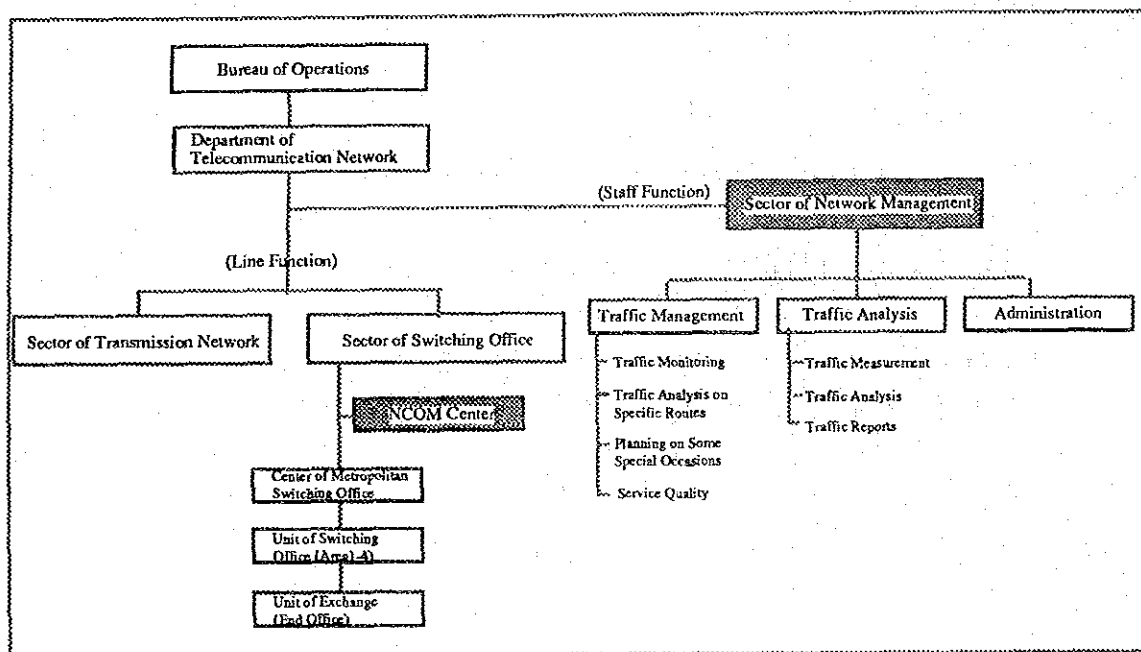 Bureau of Operations
Department of
Telecommunication Network
(Staff Function)
Sector of Network Management
(Line Function)
Sector of Transmission Network
Sector of Switching Office
NCOM Center
Center of Metropolitan
Switching Office
Unit of Switching
Office (Area)-4)
Unit of Exchange
(End Office)
Traffic Management
Traffic Monitoring
Traffic Analysis on
Specific Routes
Planning on Some
Special Occasions
Service Quality
Traffic Analysis
Traffic Measurement
Traffic Analysis
Traffic Reports
Administration